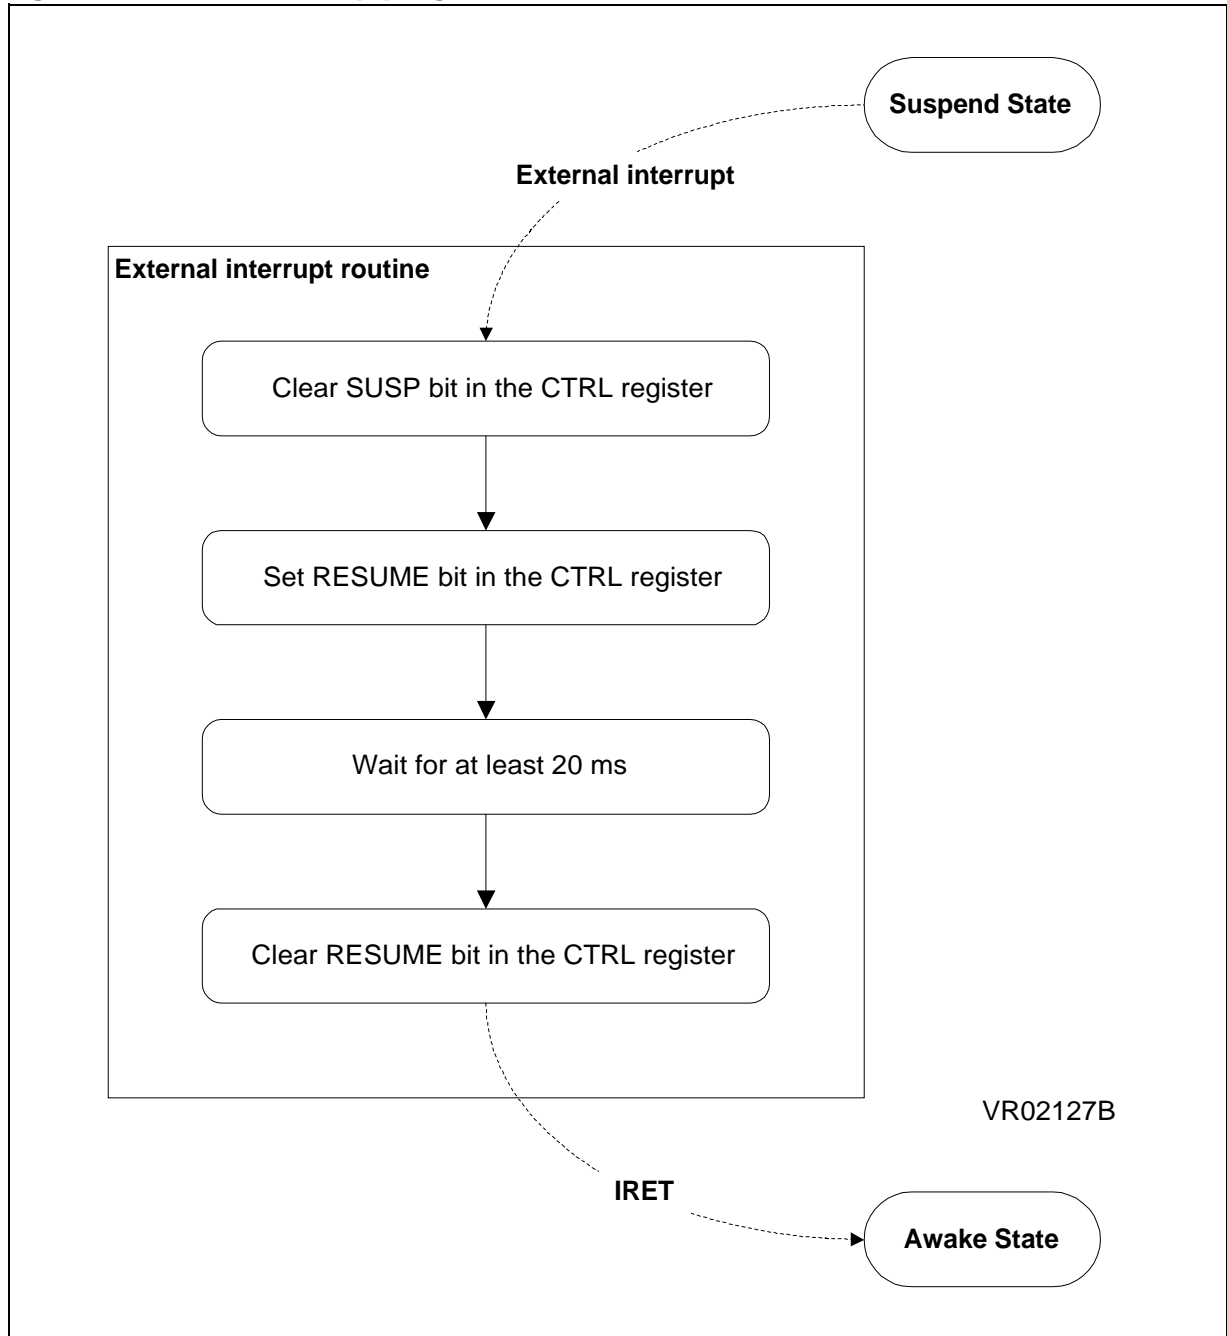 Suspend State
External interrupt
External interrupt routine
Clear SUSP bit in the CTRL register
Set RESUME bit in the CTRL register
Wait for at least 20 ms
Clear RESUME bit in the CTRL register
VR02127B
IRET
Awake State